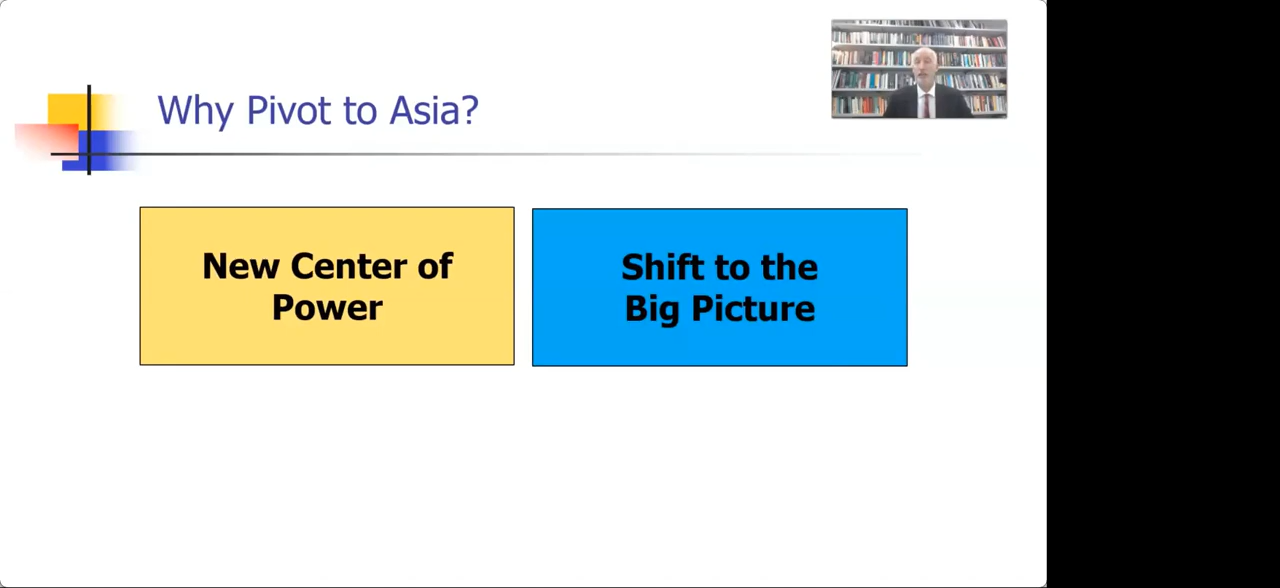 Why Pivot to Asia?
New Center of
Power
Shift to the
Big Picture